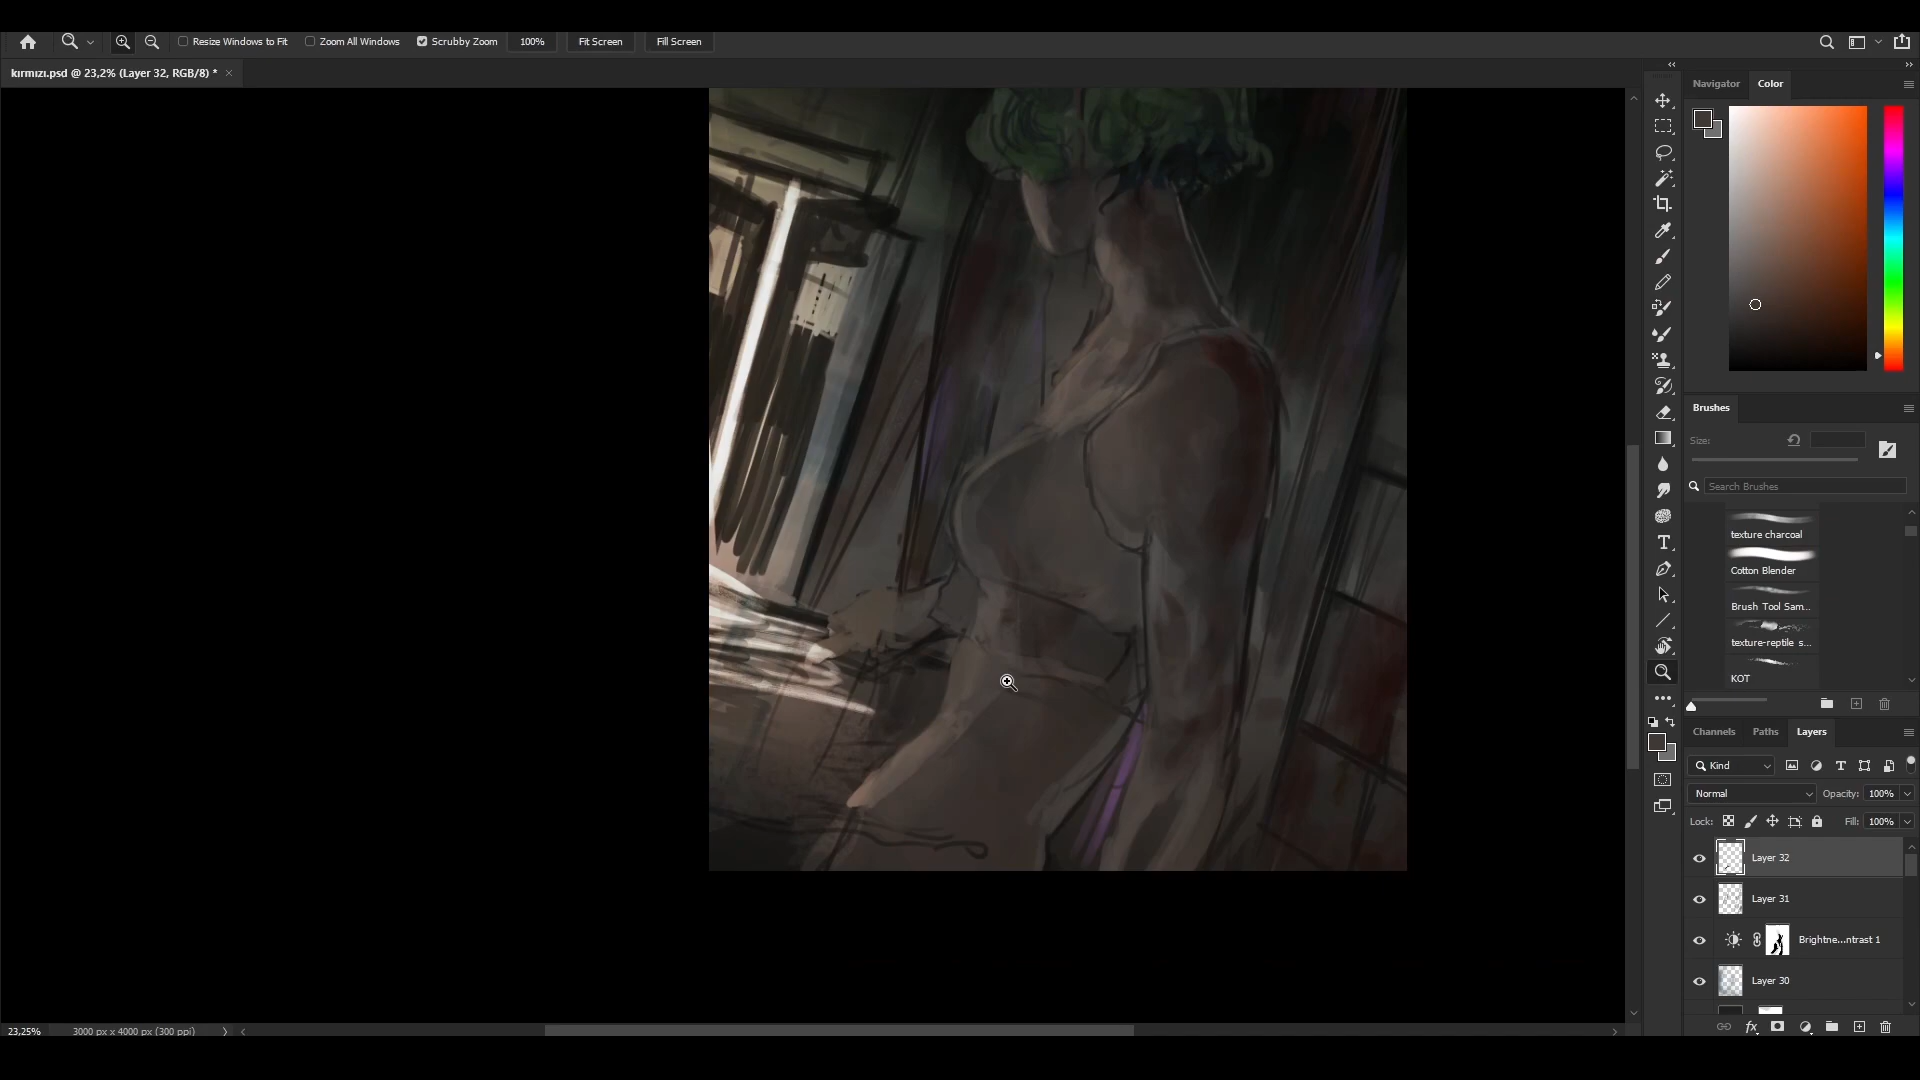 Resize Windows to Fit
Zoom All Windows
Scrubby Zoom
100%
Fit Screen
Fill Screen
kırmızı.psd @ 23,2% (Layer 32, RGB/8) *
Navigator
Color
Brushes
Size:
Search Brushes
texture charcoal
Cotton Blender
Brush Tool Sam...
texture-reptile s...
KOT
Channels
Paths
Layers
Kind
Normal
Opacity: 100%
Lock:
Fill: 100%
Layer 32
Layer 31
Brightne...ntrast 1
Layer 30
23,25%
3000 px x 4000 px (300 ppi)